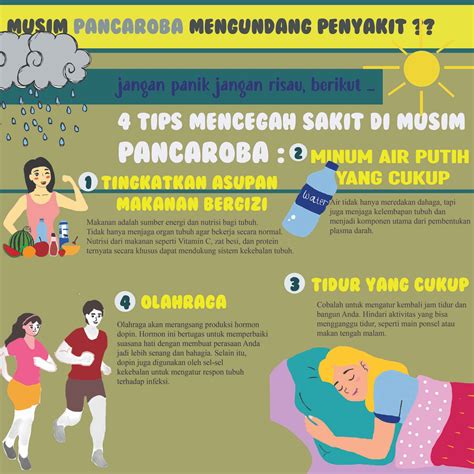 MUSIM PANCAROBA MENGUNDANG PENYAKIT !?
jangan panik jangan risau, berikut ...
4 TIPS MENCEGAH SAKIT DI MUSIM
PANCAROBA :
1 TINGKATKAN ASUPAN
MAKANAN BERGIZI
Makanan adalah sumber energi dan nutrisi bagi tubuh.
Tidak hanya menjaga organ tubuh agar bekerja secara normal.
Nutrisi dari makanan seperti Vitamin C, zat besi, dan protein
ternyata secara khusus dapat mendukung sistem kekebalan tubuh.
2 MINUM AIR PUTIH
YANG CUKUP
Water
Air tidak hanya meredakan dahaga, tapi
juga menjaga kelembapan tubuh dan
menjadi komponen utama dari pembentukan
plasma darah.
3 TIDUR YANG CUKUP
Cobalah untuk mengatur kembali jam tidur dan
bangun Anda. Hindari aktivitas yang bisa
mengganggu tidur, seperti main ponsel atau
makan tengah malam.
4 OLAHRAGA
Olahraga akan merangsang produksi hormon
dopin. Hormon ini bertugas untuk memperbaiki
suasana hati dengan membuat perasaan Anda
jadi lebih senang dan bahagia. Selain itu,
dopin juga digunakan oleh sel-sel
kekebalan untuk mengatur respon tubuh
terhadap infeksi.